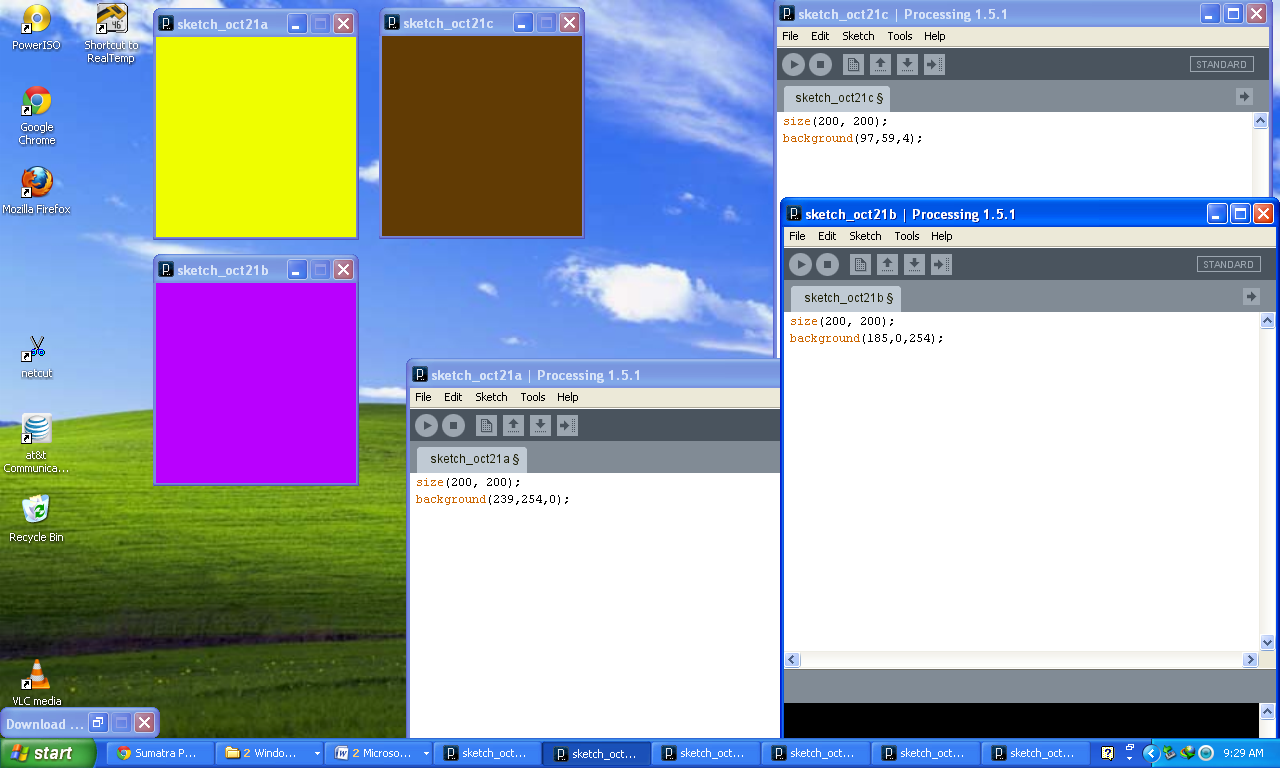 PowerISO
Shortcut to
RealTemp
46°
Google
Chrome
Mozilla Firefox
netcut
at&t
Communica...
Recycle Bin
VLC media
Download ...
sketch_oct21a
sketch_oct21c
sketch_oct21b
sketch_oct21c | Processing 1.5.1
File Edit Sketch Tools Help
STANDARD
sketch_oct21c §
size(200, 200);
background(97,59,4);
sketch_oct21b | Processing 1.5.1
File Edit Sketch Tools Help
STANDARD
sketch_oct21b §
size(200, 200);
background(185,0,254);
sketch_oct21a | Processing 1.5.1
File Edit Sketch Tools Help
sketch_oct21a §
size(200, 200);
background(239,254,0);
start Sumatra P... 2 Windo... 2 Microso... sketch_oct... sketch_oct... sketch_oct... sketch_oct... sketch_oct... sketch_oct... 9:29 AM